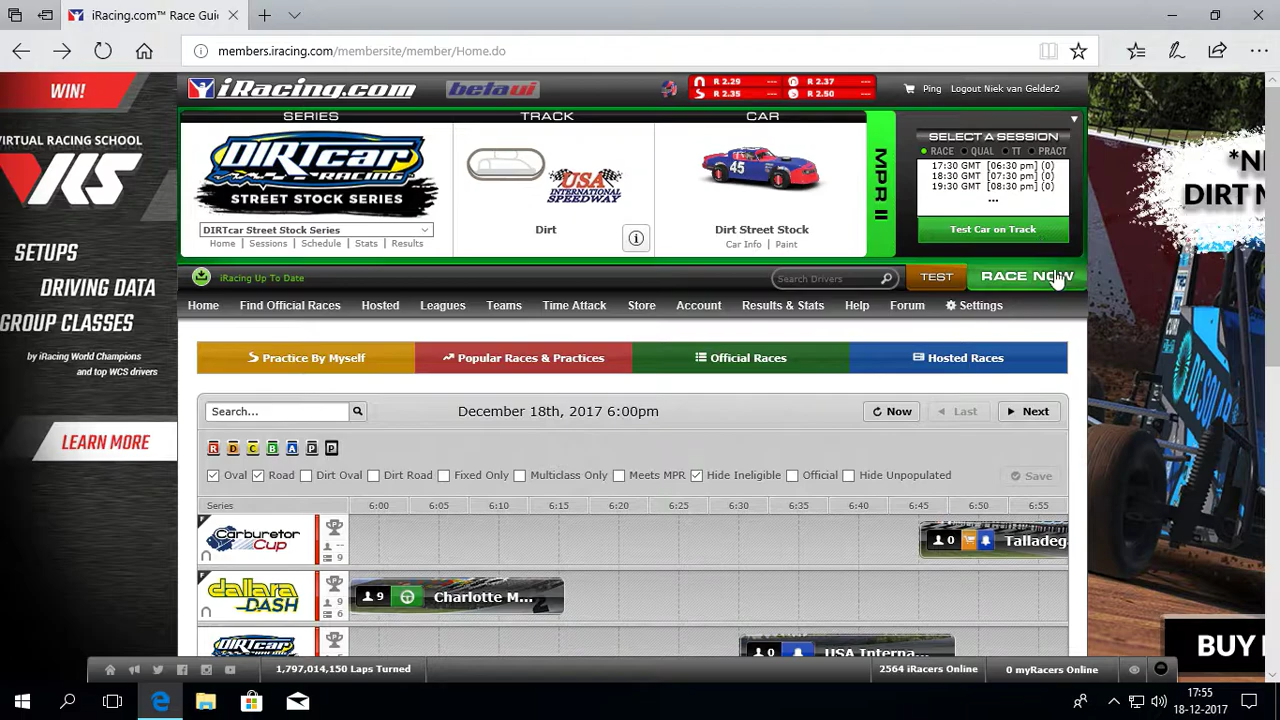 iRacing.com™ Race Gui
members.iracing.com/membersite/member/Home.do
WIN!
VIRTUAL RACING SCHOOL
VRS
SETUPS
DRIVING DATA
GROUP CLASSES
by iRacing World Champions
and top WCS drivers
LEARN MORE
iRacing.com
betaui
R 2.29 ---
R 2.37 ---
R 2.35 ---
R 2.50 ---
Ping
Logout Niek van Gelder2
SERIES
TRACK
CAR
DIRTcar
RACING
STREET STOCK SERIES
DIRTcar Street Stock Series
Home | Sessions | Schedule | Stats | Results
USA
INTERNATIONAL
SPEEDWAY
Dirt
45
Dirt Street Stock
Car Info | Paint
MPR II
SELECT A SESSION
RACE QUAL TT PRACT
17:30 GMT [06:30 pm] (0)
18:30 GMT [07:30 pm] (0)
19:30 GMT [08:30 pm] (0)
...
Test Car on Track
iRacing Up To Date
Search Drivers
TEST
RACE NOW
Home
Find Official Races
Hosted
Leagues
Teams
Time Attack
Store
Account
Results & Stats
Help
Forum
Settings
Practice By Myself
Popular Races & Practices
Official Races
Hosted Races
Search...
December 18th, 2017 6:00pm
Now
Last
Next
R D C B A P P
Oval Road Dirt Oval Dirt Road Fixed Only Multiclass Only Meets MPR Hide Ineligible Official Hide Unpopulated
Save
Series
6:00 6:05 6:10 6:15 6:20 6:25 6:30 6:35 6:40 6:45 6:50 6:55
F
Carburetor
Cup
--
9
0
Talladeg
F
dallara
DASH
9
6
9
Charlotte M...
DIRTcar
0
USA Interna...
*N
DIRT M
BUY
1,797,014,150 Laps Turned
2564 iRacers Online
0 myRacers Online
17:55
18-12-2017